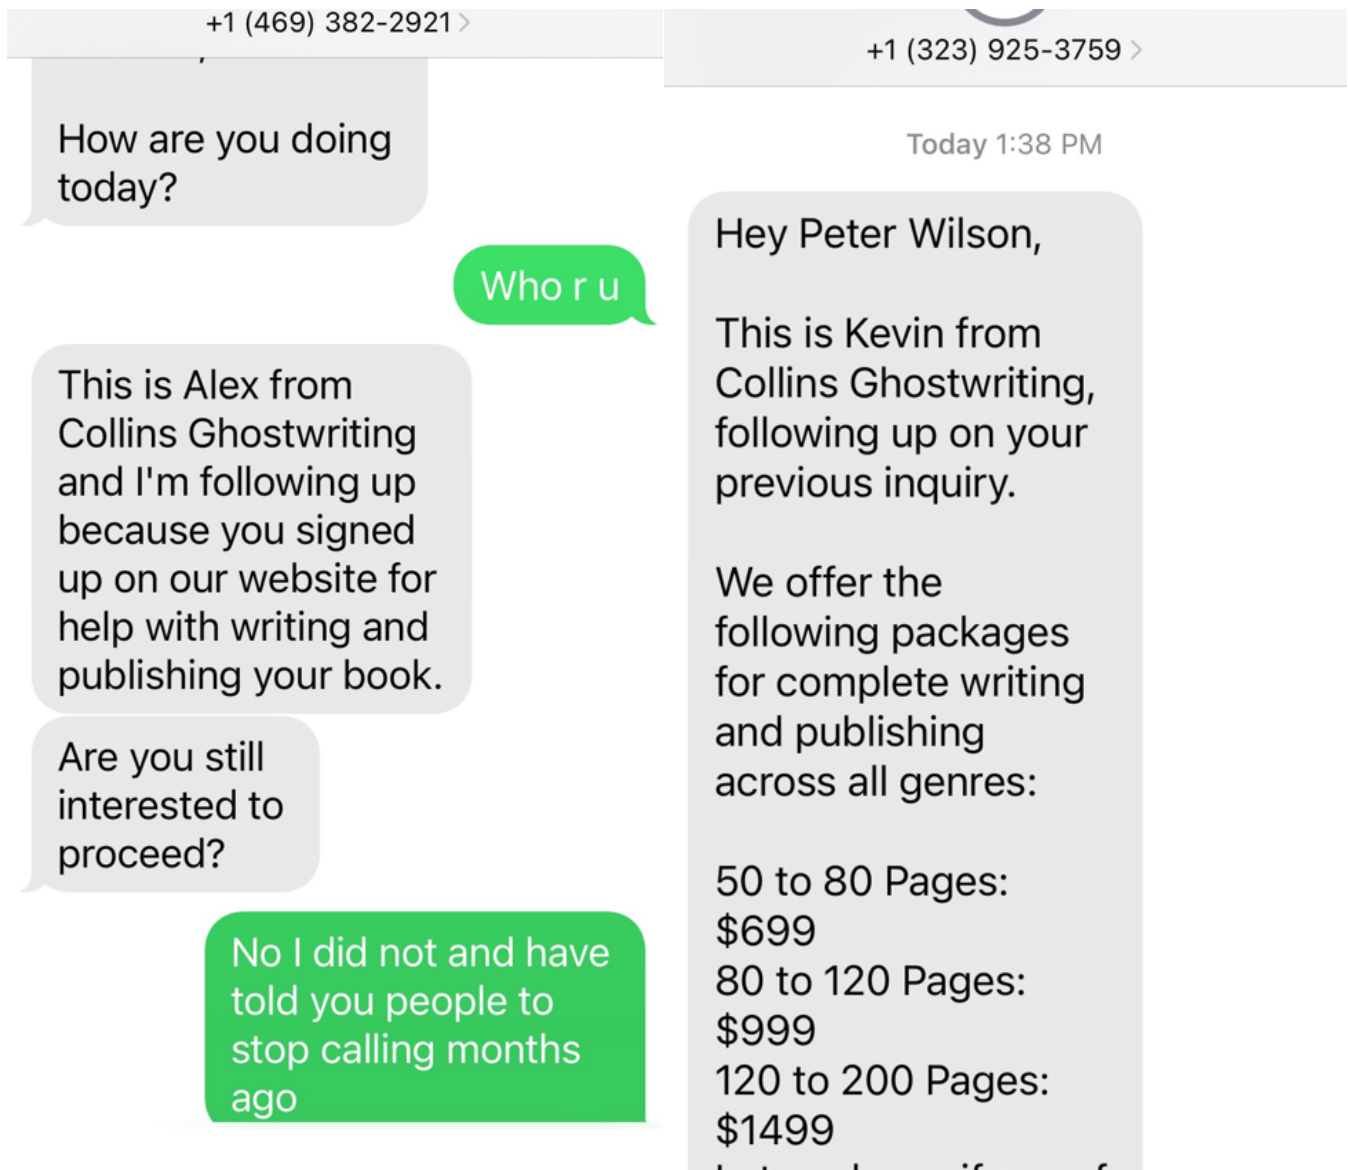 +1 (469) 382-2921
How are you doing
today?
Who r u
This is Alex from
Collins Ghostwriting
and I'm following up
because you signed
up on our website for
help with writing and
publishing your book.
Are you still
interested to
proceed?
No I did not and have
told you people to
stop calling months
ago
+1 (323) 925-3759
Today 1:38 PM
Hey Peter Wilson,
This is Kevin from
Collins Ghostwriting,
following up on your
previous inquiry.
We offer the
following packages
for complete writing
and publishing
across all genres:
50 to 80 Pages:
$699
80 to 120 Pages:
$999
120 to 200 Pages:
$1499